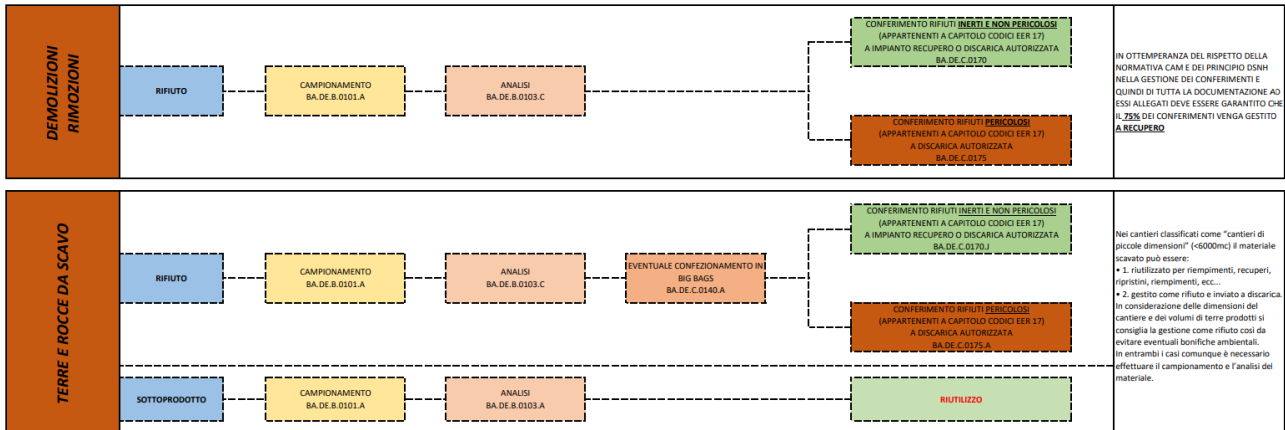 DEMOLIZIONI
RIMOZIONI
RIFIUTO
CAMPIONAMENTO
BA.DE.B.0101.A
ANALISI
BA.DE.B.0103.C
CONFERIMENTO RIFIUTI INERTI E NON PERICOLOSI
(APPARTENENTI A CAPITOLO CODICI EER 17)
A IMPIANTO RECUPERO O DISCARICA AUTORIZZATA
BA.DE.C.0170
CONFERIMENTO RIFIUTI PERICOLOSI
(APPARTENENTI A CAPITOLO CODICI EER 17)
A DISCARICA AUTORIZZATA
BA.DE.C.0175
IN OTTEMPERANZA DEL RISPETTO DELLA
NORMATIVA CAM E DEI PRINCIPIO DSNH
NELLA GESTIONE DEI CONFERIMENTI E
QUINDI DI TUTTA LA DOCUMENTAZIONE AD
ESSI ALLEGATI DEVE ESSERE GARANTITO CHE
IL 75% DEI CONFERIMENTI VENGA GESTITO
A RECUPERO
TERRE E ROCCE DA SCAVO
RIFIUTO
CAMPIONAMENTO
BA.DE.B.0101.A
ANALISI
BA.DE.B.0103.C
EVENTUALE CONFEZIONAMENTO IN
BIG BAGS
BA.DE.C.0140.A
CONFERIMENTO RIFIUTI INERTI E NON PERICOLOSI
(APPARTENENTI A CAPITOLO CODICI EER 17)
A IMPIANTO RECUPERO O DISCARICA AUTORIZZATA
BA.DE.C.0170.J
CONFERIMENTO RIFIUTI PERICOLOSI
(APPARTENENTI A CAPITOLO CODICI EER 17)
A DISCARICA AUTORIZZATA
BA.DE.C.0175.A
SOTTOPRODOTTO
CAMPIONAMENTO
BA.DE.B.0101.A
ANALISI
BA.DE.B.0103.A
RIUTILIZZO
Nei cantieri classificati come "cantieri di
piccole dimensioni" (<6000mc) il materiale
scavato può essere:
• 1. riutilizzato per riempimenti, recuperi,
ripristini, riempimenti, ecc...
• 2. gestito come rifiuto e inviato a discarica.
In considerazione delle dimensioni del
cantiere e dei volumi di terre prodotti si
consiglia la gestione come rifiuto così da
evitare eventuali bonifiche ambientali.
In entrambi i casi comunque è necessario
effettuare il campionamento e l'analisi del
materiale.